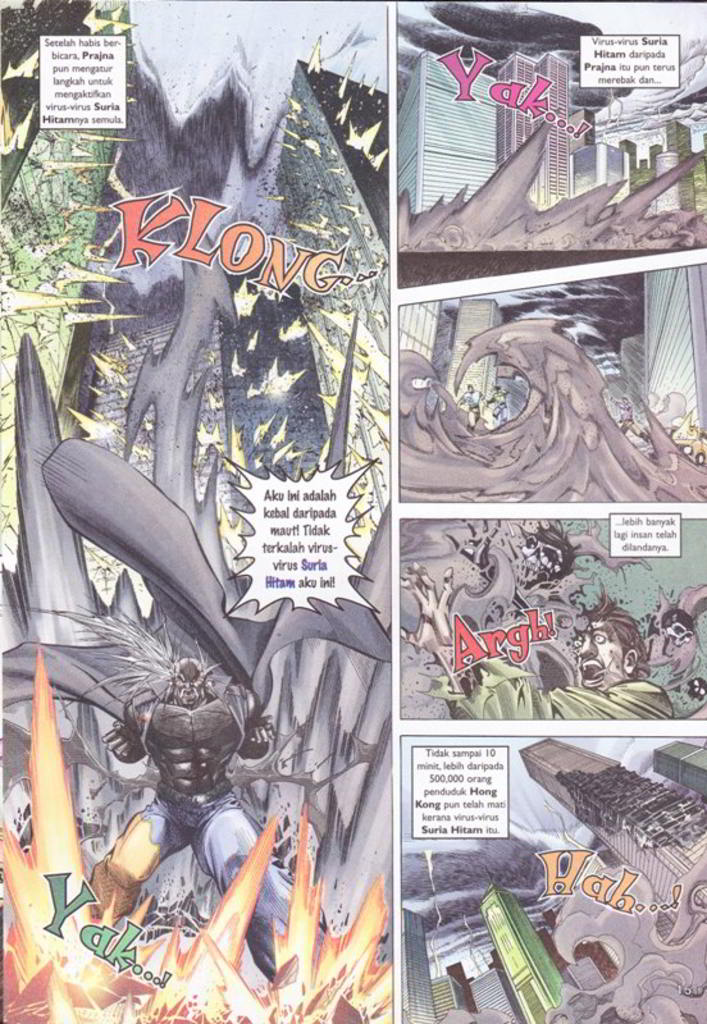 Setelah habis ber-
bicara, Prajna
pun mengatur
langkah untuk
mengaktifkan
virus-virus Suria
Hitamnya semula.
KLONG...
Aku ini adalah
kebal daripada
maut! Tidak
terkalah virus-
virus Suria
Hitam aku ini!
Yak...!
Virus-virus Suria
Hitam daripada
Prajna itu pun terus
merebak dan...
Yak...!
...lebih banyak
lagi insan telah
dilandanya.
Argh!
Tidak sampai 10
minit, lebih daripada
500,000 orang
penduduk Hong
Kong pun telah mati
kerana virus-virus
Suria Hitam itu.
Hah...!